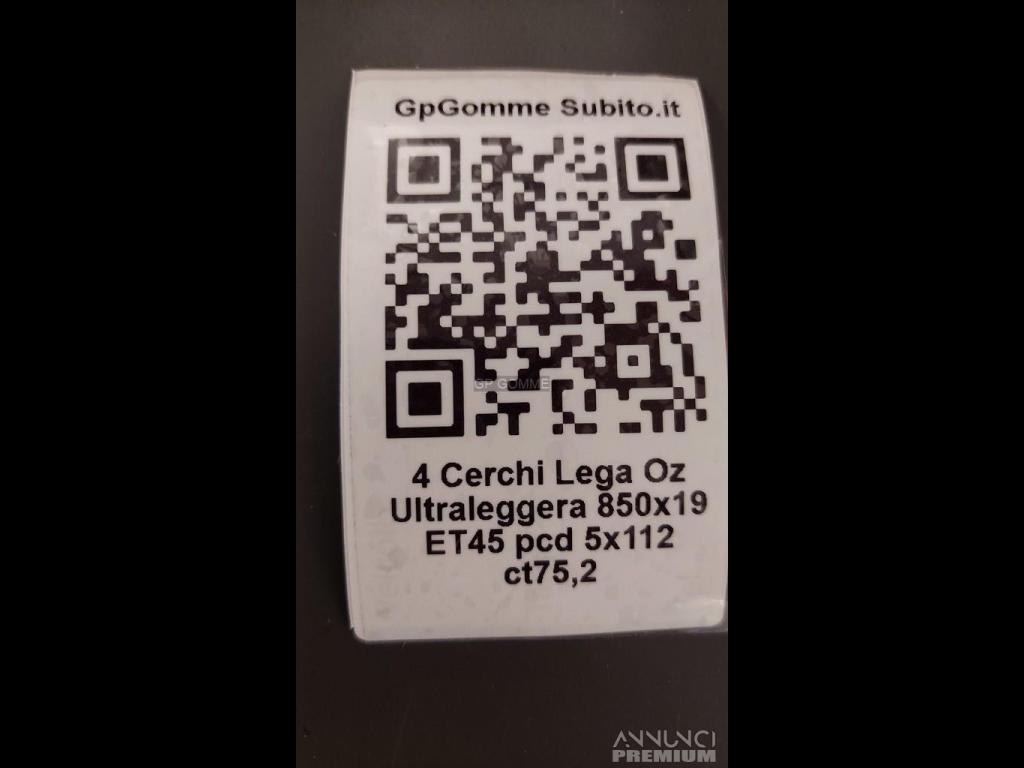 GpGomme Subito.it
GP GOMME
4 Cerchi Lega Oz
Ultraleggera 850x19
ET45 pcd 5x112
ct75,2
ANNUNCI
PREMIUM